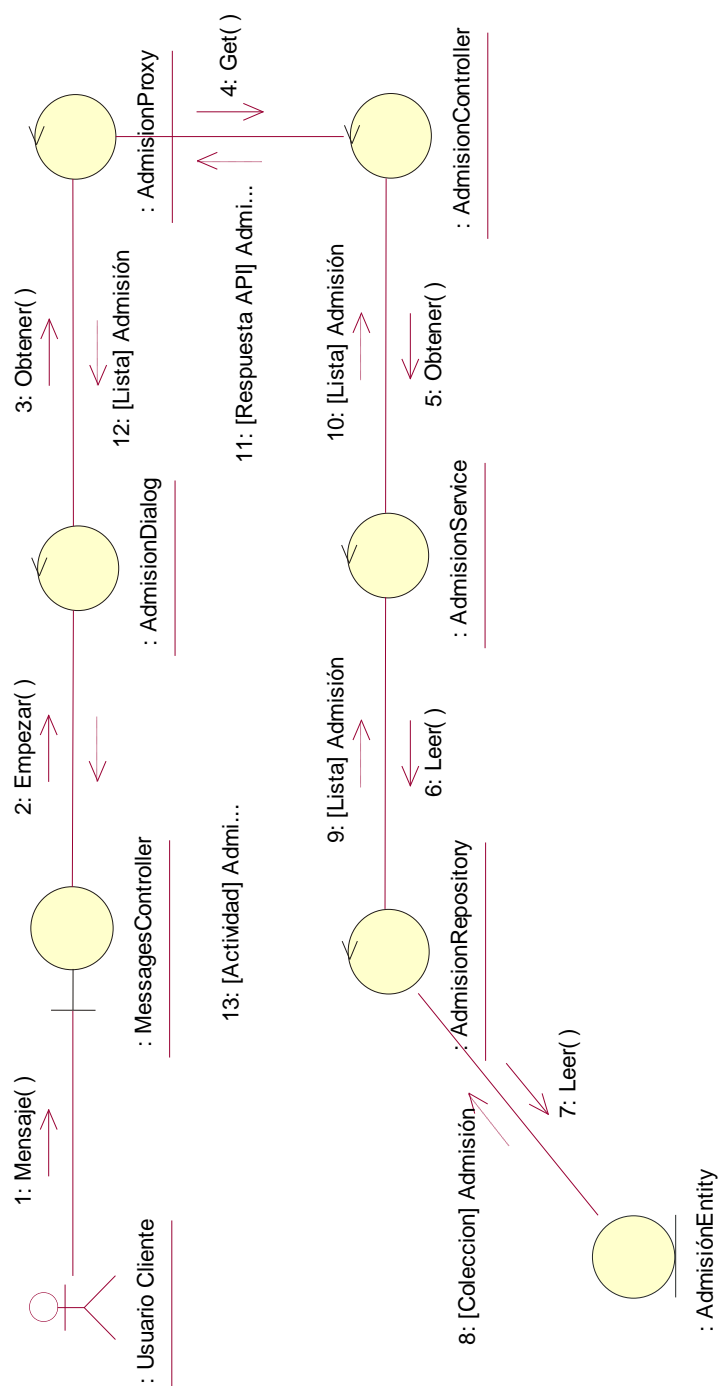 1: Mensaje( )
2: Empezar( )
3: Obtener( )
12: [Lista] Admisión
: Usuario Cliente
: MessagesController
: AdmisionDialog
: AdmisionProxy
13: [Actividad] Admi...
11: [Respuesta API] Admi...
4: Get( )
9: [Lista] Admisión
10: [Lista] Admisión
6: Leer( )
5: Obtener( )
8: [Coleccion] Admisión
: AdmisionRepository
: AdmisionService
: AdmisionController
7: Leer( )
: AdmisiónEntity